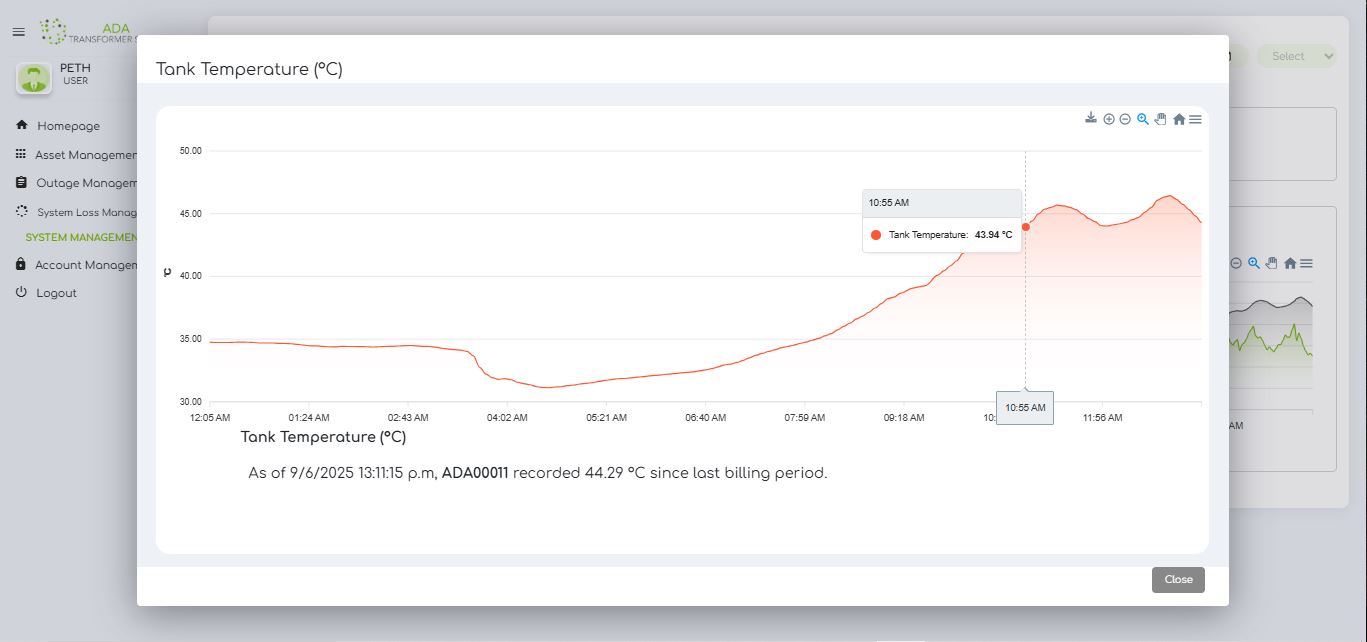 ADA
TRANSFORMER S
PETH
USER
Homepage
Asset Managemen
Outage Managem
System Loss Manag
SYSTEM MANAGEMEN
Account Managen
Logout
Select
Tank Temperature (°C)
50.00
45.00
40.00
35.00
30.00
°C
10:55 AM
Tank Temperature: 43.94 °C
12:05 AM
01:24 AM
02:43 AM
04:02 AM
05:21 AM
06:40 AM
07:59 AM
09:18 AM
10:
10:55 AM
11:56 AM
AM
Tank Temperature (°C)
As of 9/6/2025 13:11:15 p.m, ADA00011 recorded 44.29 °C since last billing period.
Close